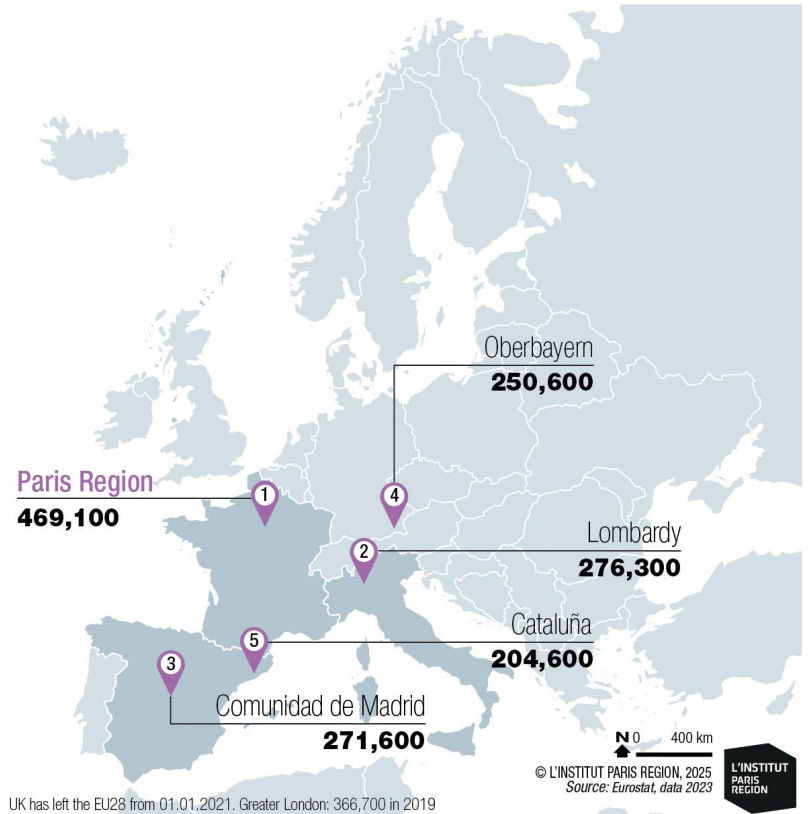 Oberbayern
250,600
Paris Region
469,100
1
4
2
Lombardy
276,300
5
Cataluña
204,600
3
Comunidad de Madrid
271,600
N 0 400 km
© L'INSTITUT PARIS REGION, 2025
Source: Eurostat, data 2023
L'INSTITUT
PARIS
REGION
UK has left the EU28 from 01.01.2021. Greater London: 366,700 in 2019